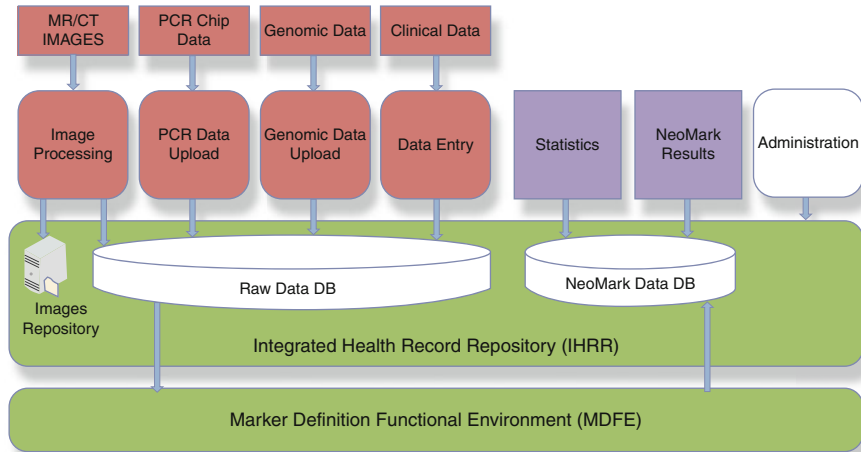 MR/CT
IMAGES
PCR Chip
Data
Genomic Data
Clinical Data
Image
Processing
PCR Data
Upload
Genomic Data
Upload
Data Entry
Statistics
NeoMark
Results
Administration
Images
Repository
Raw Data DB
NeoMark Data DB
Integrated Health Record Repository (IHRR)
Marker Definition Functional Environment (MDFE)